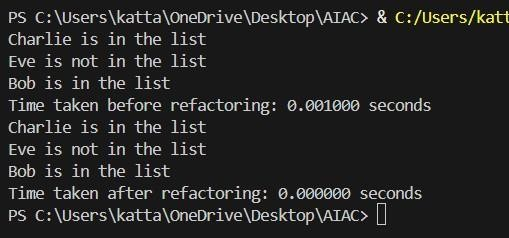 PS C:\Users\katta\OneDrive\Desktop\AIAC> & C:/Users/katt
Charlie is in the list
Eve is not in the list
Bob is in the list
Time taken before refactoring: 0.001000 seconds
Charlie is in the list
Eve is not in the list
Bob is in the list
Time taken after refactoring: 0.000000 seconds
PS C:\Users\katta\OneDrive\Desktop\AIAC>